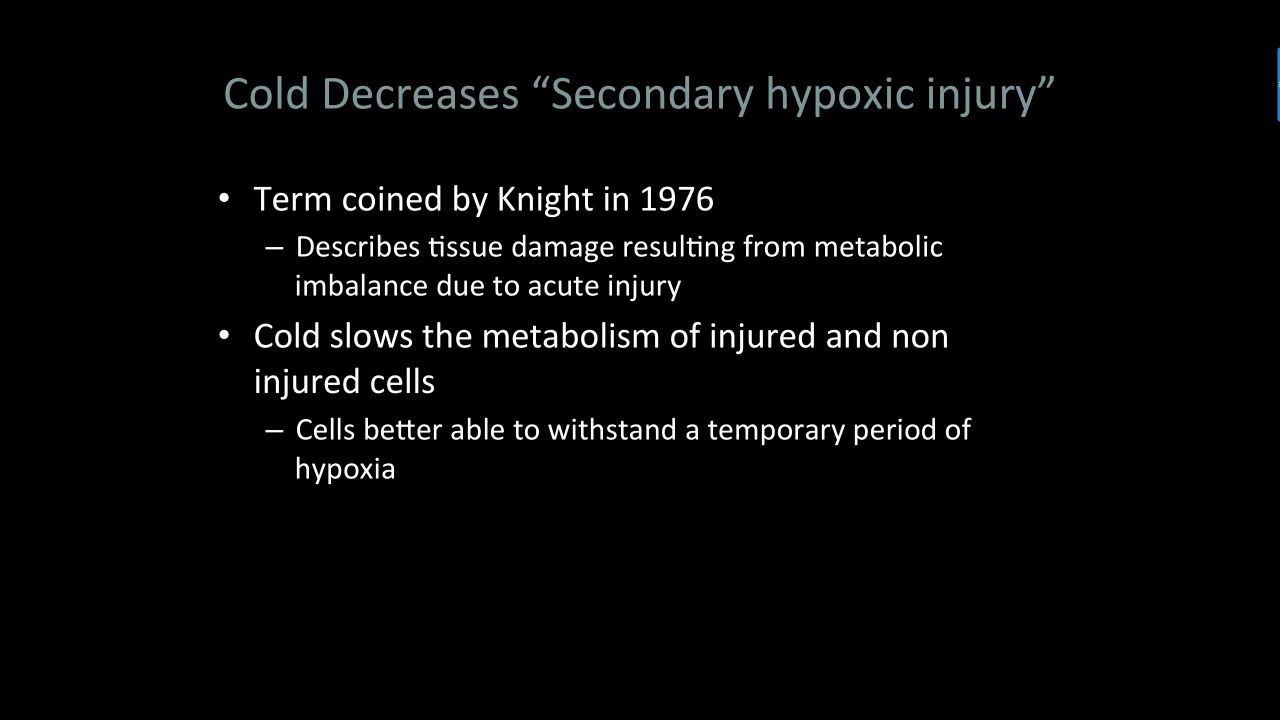 Cold Decreases “Secondary hypoxic injury”
• Term coined by Knight in 1976
– Describes tissue damage resulting from metabolic
imbalance due to acute injury
• Cold slows the metabolism of injured and non
injured cells
– Cells better able to withstand a temporary period of
hypoxia